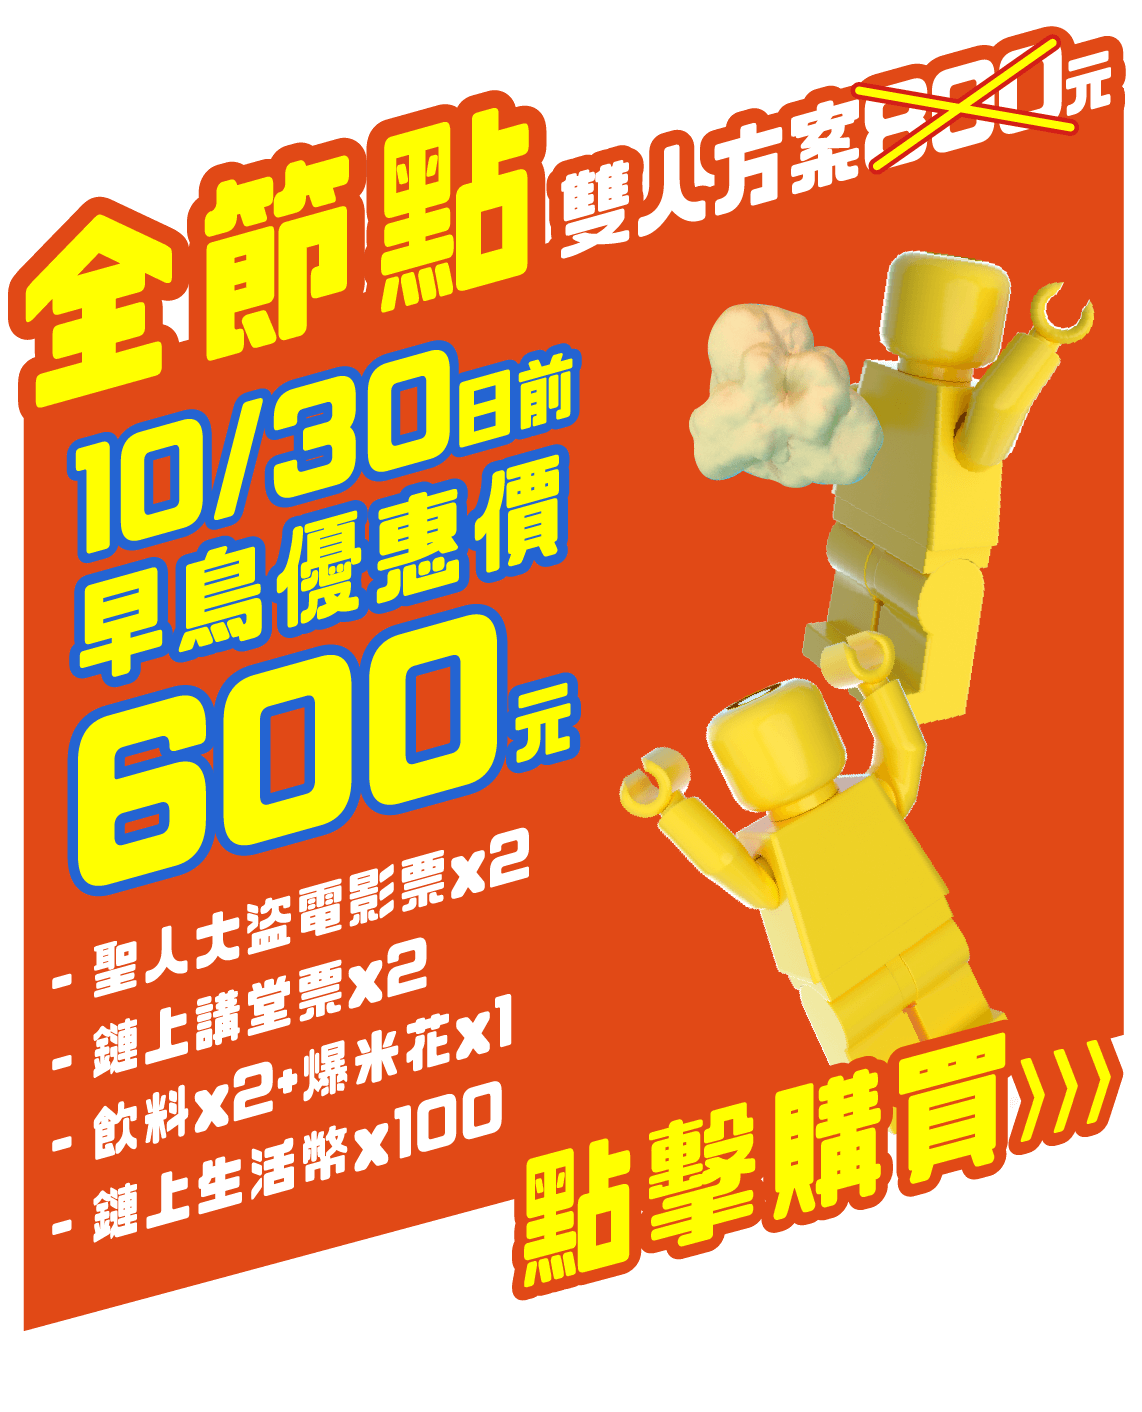 全節點 雙人方案800元
10/30日前
早鳥優惠價
600元
- 聖人大盜電影票x2
- 鏈上講堂票x2
- 飲料x2+爆米花x1
- 鏈上生活幣x100
點擊購買》〉